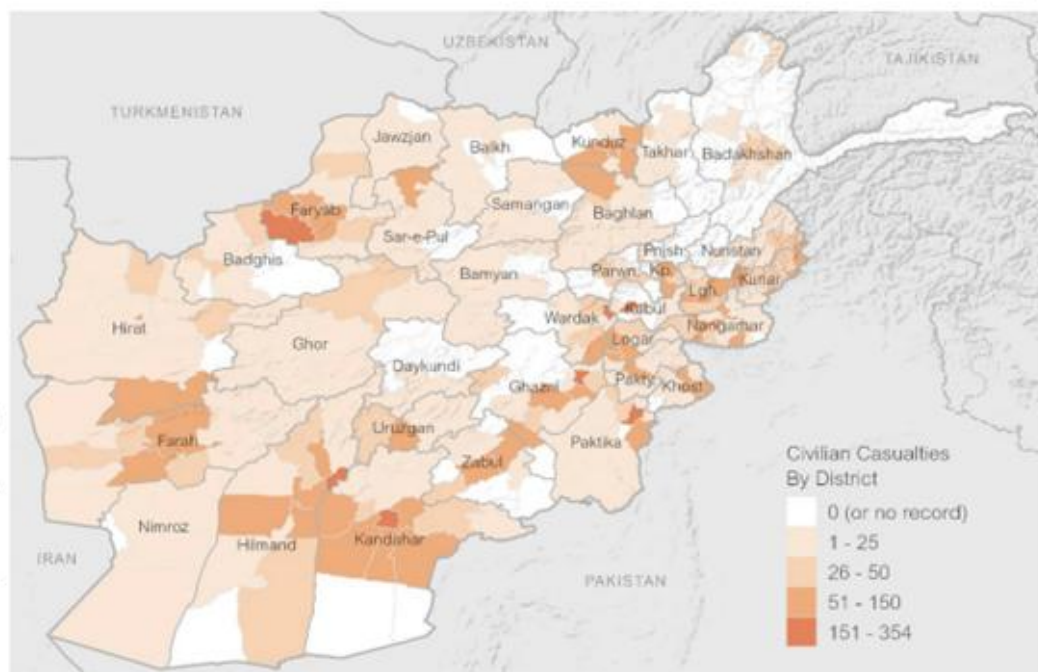 UZBEKISTAN
TAJIKISTAN
TURKMENISTAN
Jawzjan
Balkh
Kunduz
Takhar
Badakhshan
Faryab
Samangan
Baghlan
Sar-e-Pul
Badghis
Pnjsh.
Nuristan
Bamyan
Parwn.
Kp.
Kunar
Lgh.
Hirat
Wardak
Kabul
Nangarhar
Ghor
Logar
Daykundi
Ghazni
Pakty.
Khost
Farah
Uruzgan
Paktika
Zabul
Civilian Casualties
By District
0 (or no record)
1 - 25
26 - 50
51 - 150
151 - 354
Nimroz
Hilmand
Kandahar
IRAN
PAKISTAN